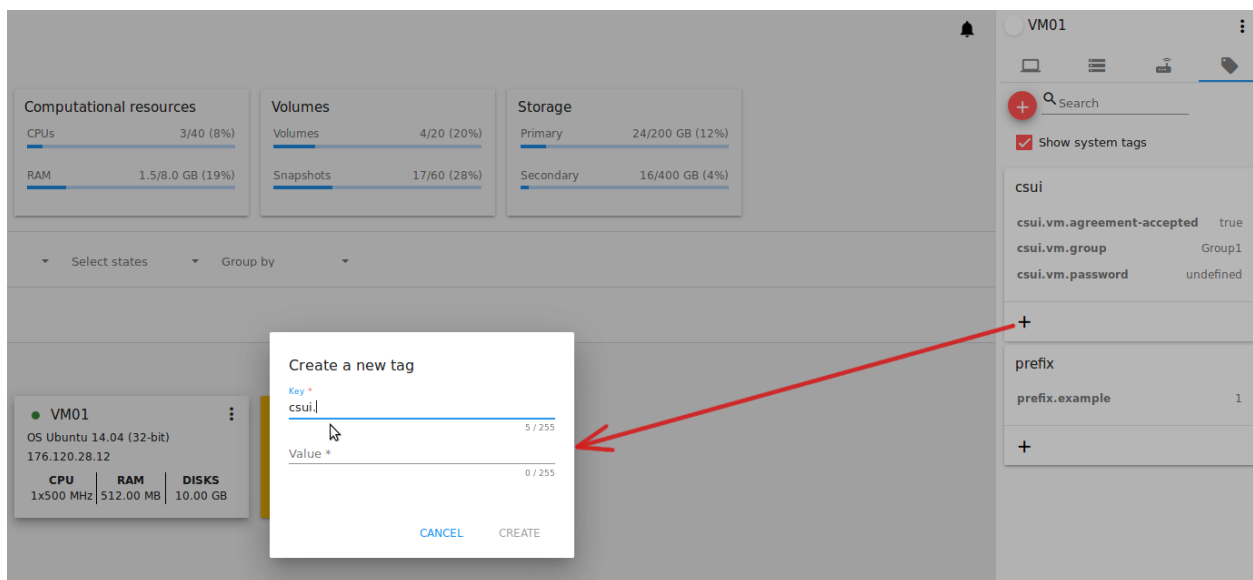 VM01
Search
Show system tags
Computational resources
CPUs 3/40 (8%)
RAM 1.5/8.0 GB (19%)
Volumes
Volumes 4/20 (20%)
Snapshots 17/60 (28%)
Storage
Primary 24/200 GB (12%)
Secondary 16/400 GB (4%)
csui
csui.vm.agreement-accepted true
csui.vm.group Group1
csui.vm.password undefined
+
prefix
prefix.example 1
+
Select states Group by
Create a new tag
Key *
csui.
5 / 255
Value *
0 / 255
CANCEL CREATE
VM01
OS Ubuntu 14.04 (32-bit)
176.120.28.12
CPU RAM DISKS
1x500 MHz 512.00 MB 10.00 GB